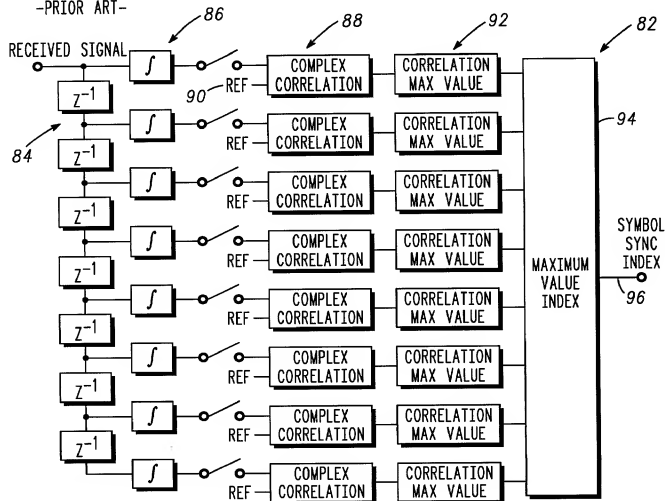 -PRIOR ART-
86
88
92
82
RECEIVED SIGNAL
∫
COMPLEX
CORRELATION
CORRELATION
MAX VALUE
90
REF
Z⁻¹
94
84
∫
COMPLEX
CORRELATION
CORRELATION
MAX VALUE
REF
Z⁻¹
∫
COMPLEX
CORRELATION
CORRELATION
MAX VALUE
REF
Z⁻¹
∫
COMPLEX
CORRELATION
CORRELATION
MAX VALUE
REF
SYMBOL
SYNC
INDEX
MAXIMUM
VALUE
INDEX
96
Z⁻¹
∫
COMPLEX
CORRELATION
CORRELATION
MAX VALUE
REF
Z⁻¹
∫
COMPLEX
CORRELATION
CORRELATION
MAX VALUE
REF
Z⁻¹
∫
COMPLEX
CORRELATION
CORRELATION
MAX VALUE
REF
Z⁻¹
∫
COMPLEX
CORRELATION
CORRELATION
MAX VALUE
REF